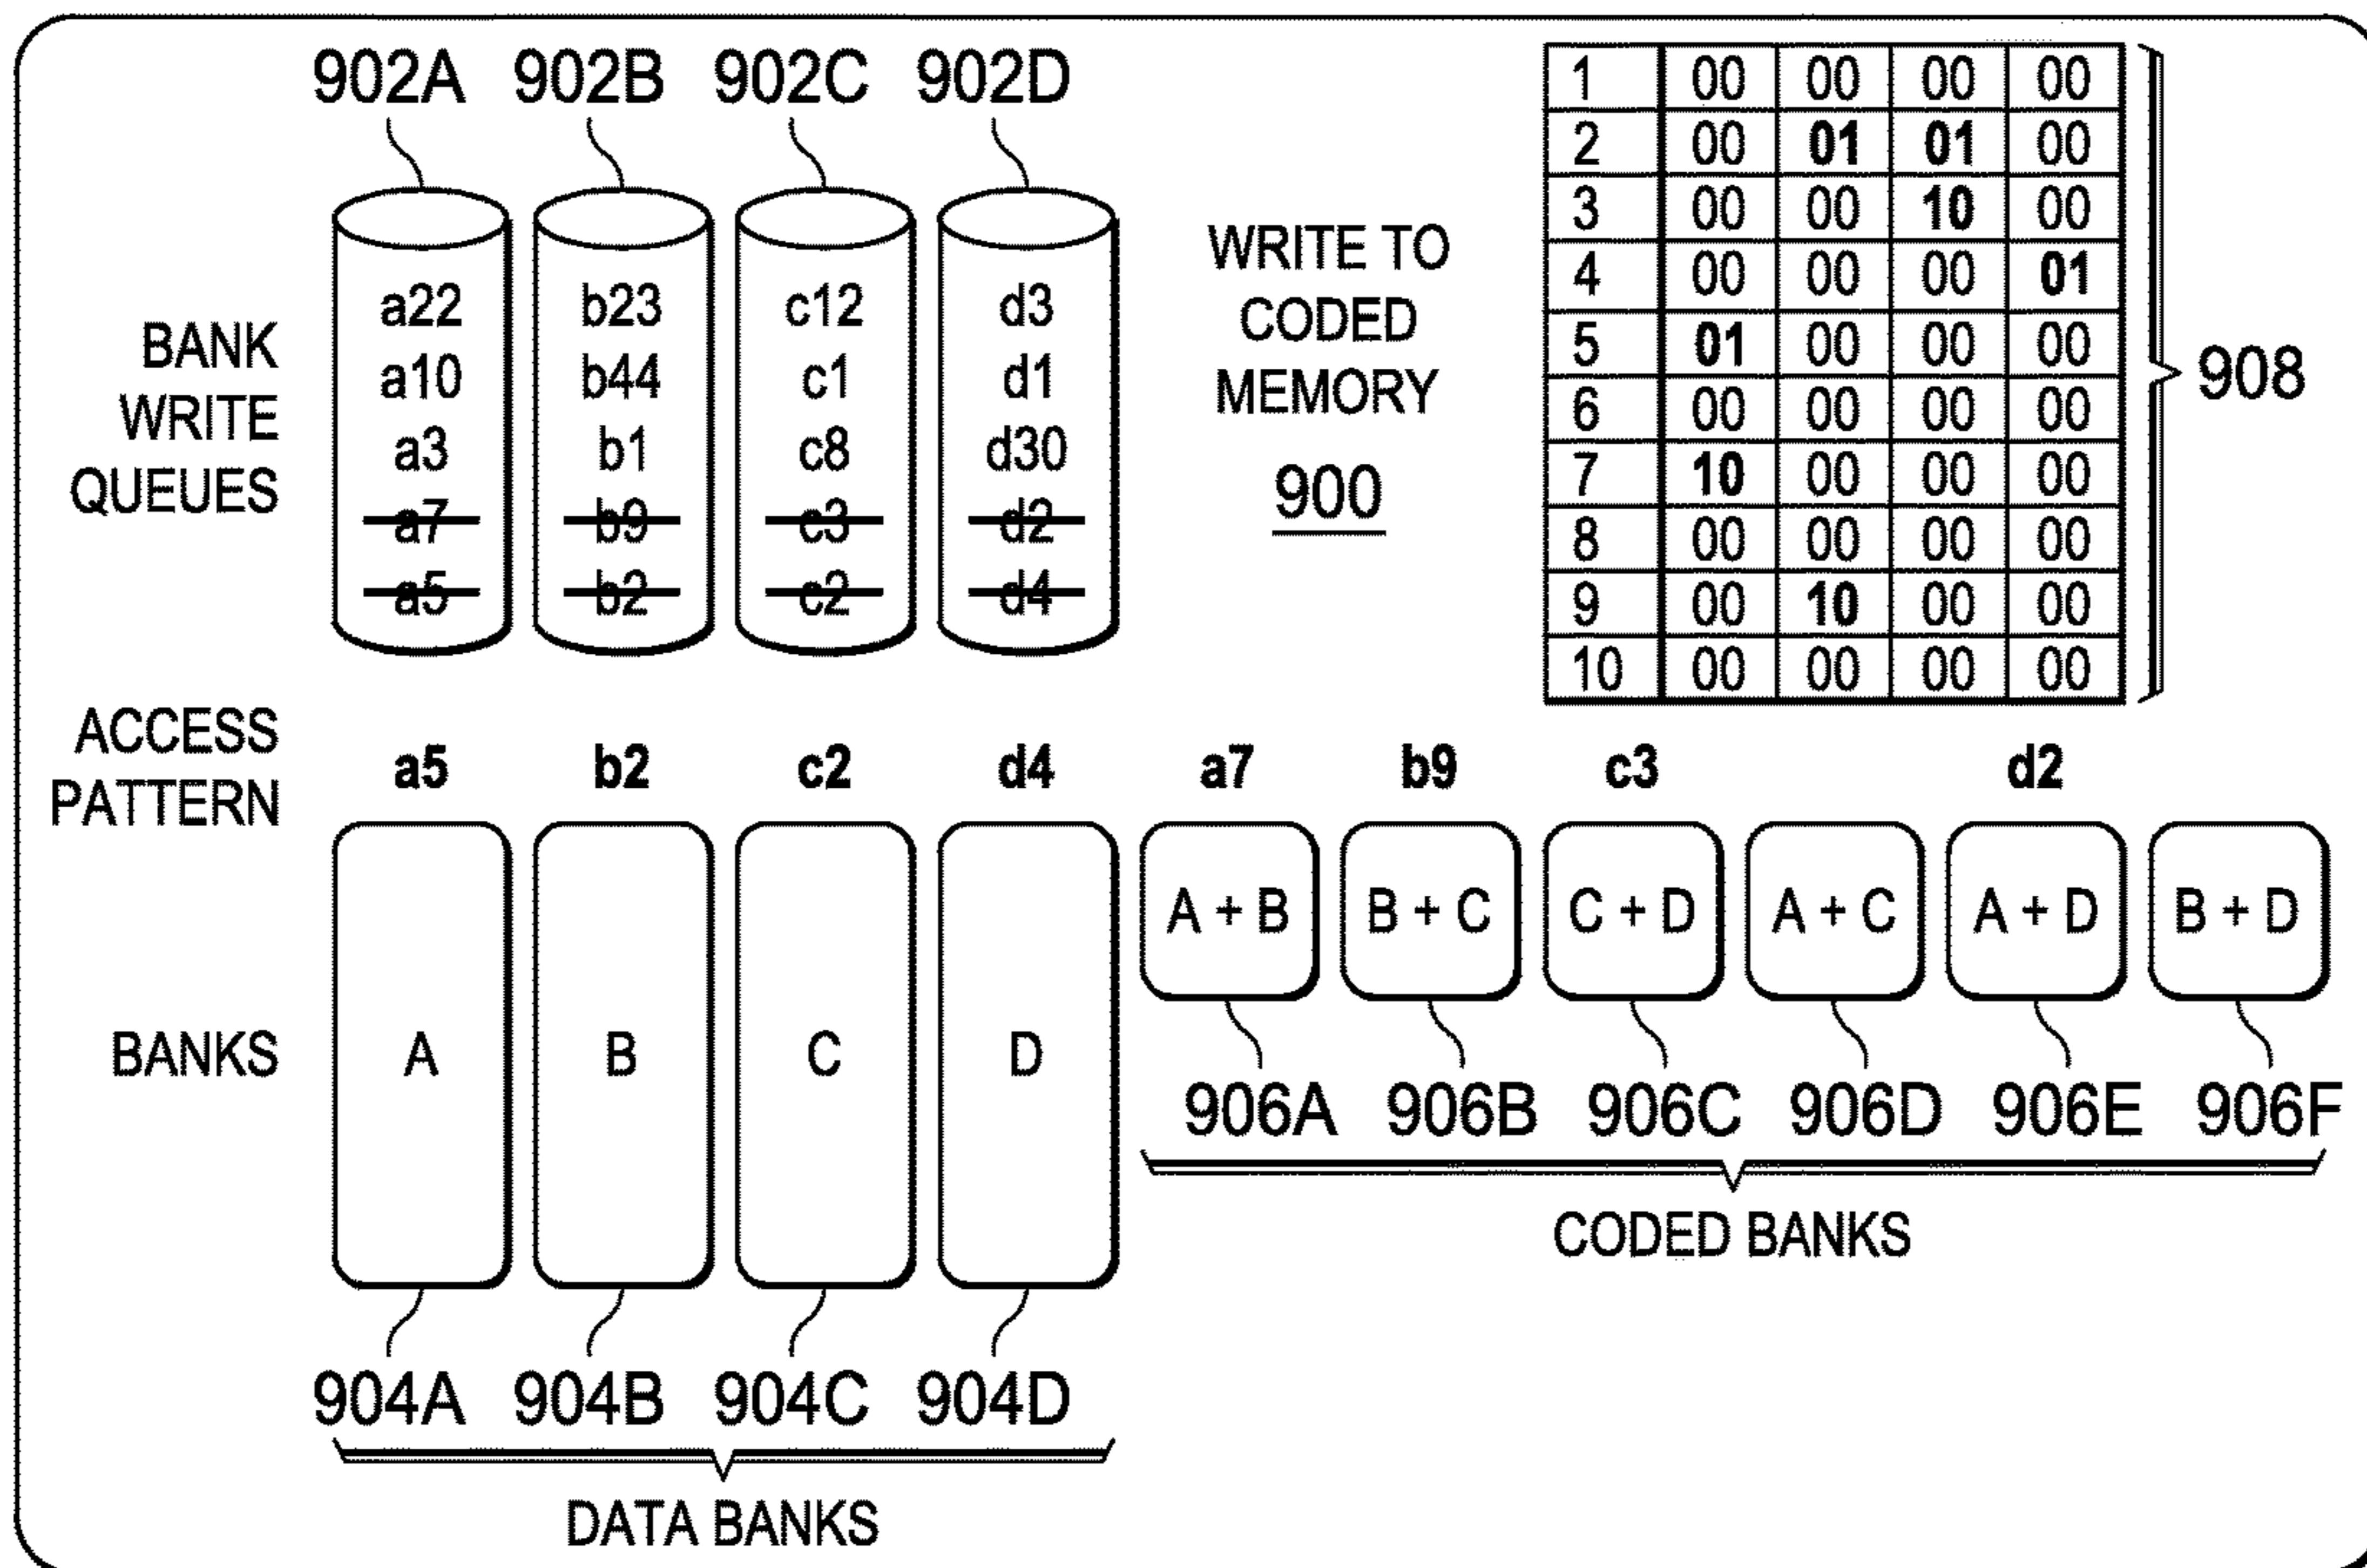 902A 902B 902C 902D
BANK
WRITE
QUEUES
a22 b23 c12 d3
a10 b44 c1 d1
a3 b1 c8 d30
a7 b9 c3 d2
a5 b2 c2 d4
WRITE TO
CODED
MEMORY
900
1 00 00 00 00
2 00 01 01 00
3 00 00 10 00
4 00 00 00 01
5 01 00 00 00
6 00 00 00 00
7 10 00 00 00
8 00 00 00 00
9 00 10 00 00
10 00 00 00 00
908
ACCESS
PATTERN
a5 b2 c2 d4 a7 b9 c3 d2
BANKS
A B C D
A + B B + C C + D A + C A + D B + D
906A 906B 906C 906D 906E 906F
CODED BANKS
904A 904B 904C 904D
DATA BANKS